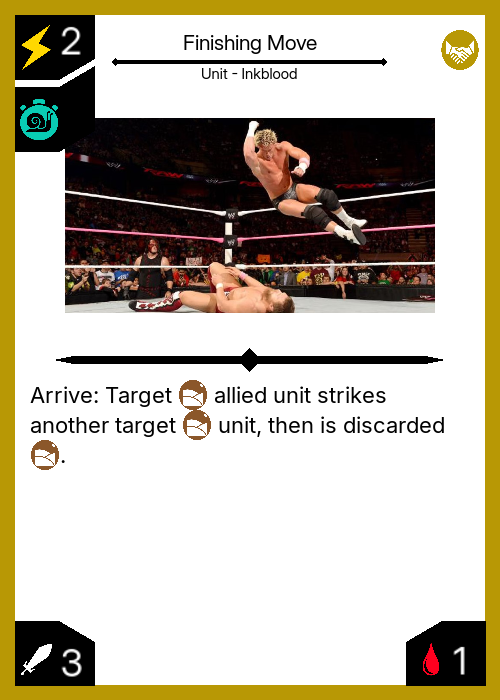 2
Finishing Move
Unit - Inkblood
Arrive: Target allied unit strikes
another target unit, then is discarded
.
3
1